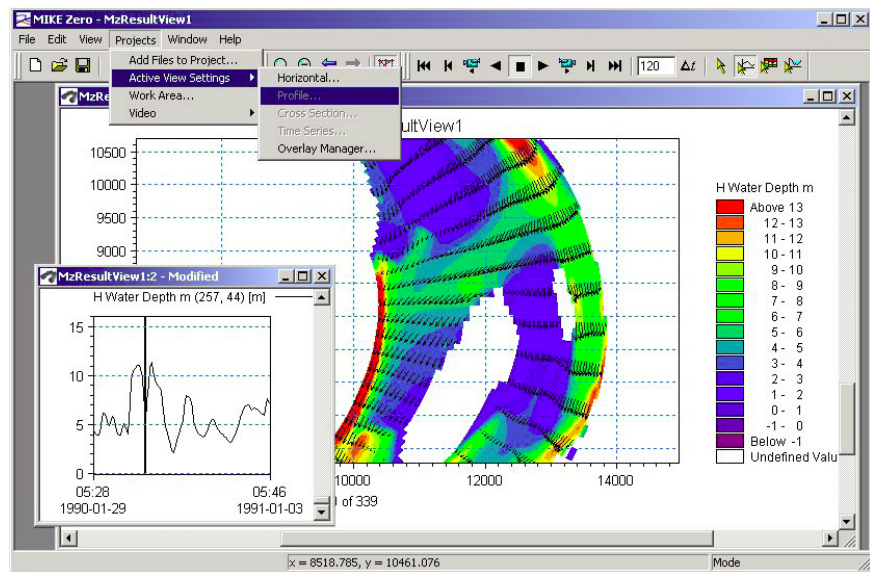 MIKE Zero - MzResultView1
File Edit View Projects Window Help
120 Δt
Add Files to Project...
Active View Settings
Work Area...
Video
Horizontal...
Profile...
Cross Section...
Time Series...
Overlay Manager...
MzRe
ultView1
10500
10000
9500
9000
10000 12000 14000
of 339
H Water Depth m
Above 13
12 - 13
11 - 12
10 - 11
9 - 10
8 - 9
7 - 8
6 - 7
5 - 6
4 - 5
3 - 4
2 - 3
1 - 2
0 - 1
-1 - 0
Below -1
Undefined Valu
MzResultView1:2 - Modified
H Water Depth m (257, 44) [m]
15
10
5
0
05:28 05:46
1990-01-29 1991-01-03
x = 8518.785, y = 10461.076 Mode